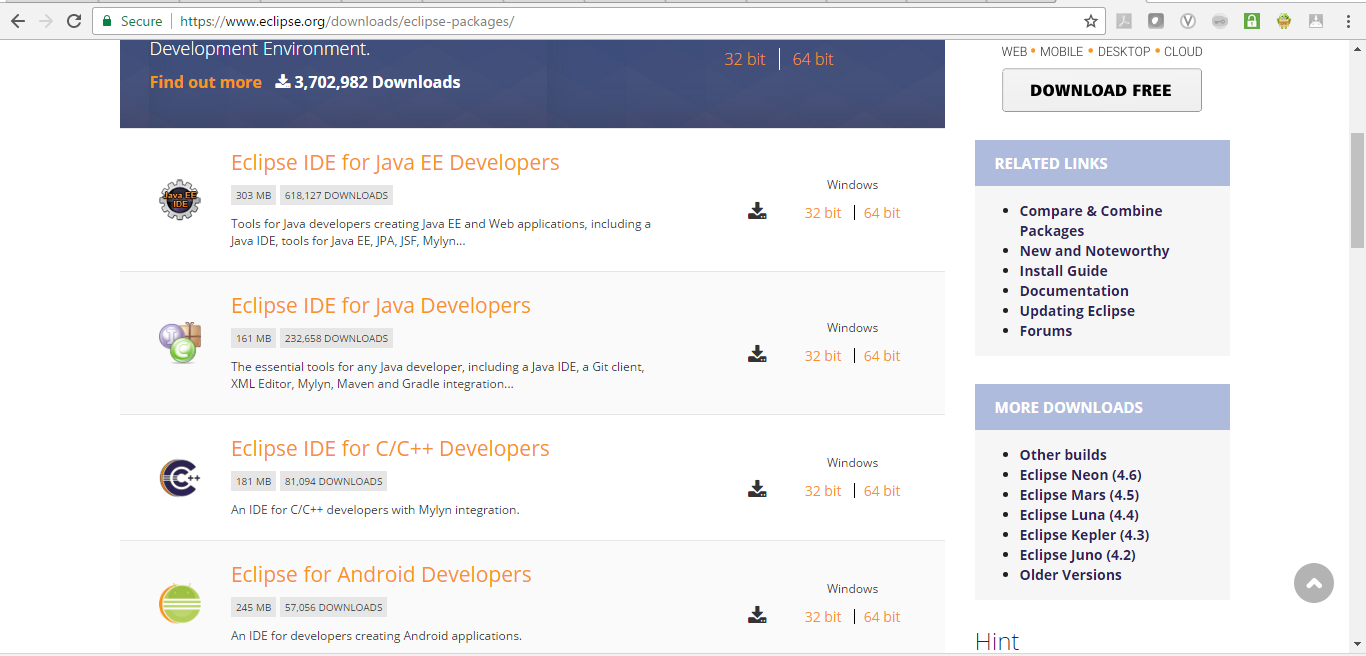 Secure https://www.eclipse.org/downloads/eclipse-packages/
Development Environment.
Find out more 3,702,982 Downloads
32 bit 64 bit
Eclipse IDE for Java EE Developers
303 MB 618,127 DOWNLOADS
Tools for Java developers creating Java EE and Web applications, including a
Java IDE, tools for Java EE, JPA, JSF, Mylyn...
Java EE
IDE
Windows
32 bit 64 bit
Eclipse IDE for Java Developers
161 MB 232,658 DOWNLOADS
The essential tools for any Java developer, including a Java IDE, a Git client,
XML Editor, Mylyn, Maven and Gradle integration...
J
C
Windows
32 bit 64 bit
Eclipse IDE for C/C++ Developers
181 MB 81,094 DOWNLOADS
An IDE for C/C++ developers with Mylyn integration.
C++
Windows
32 bit 64 bit
Eclipse for Android Developers
245 MB 57,056 DOWNLOADS
An IDE for developers creating Android applications.
Windows
32 bit 64 bit
WEB • MOBILE • DESKTOP • CLOUD
DOWNLOAD FREE
RELATED LINKS
• Compare & Combine
Packages
• New and Noteworthy
• Install Guide
• Documentation
• Updating Eclipse
• Forums
MORE DOWNLOADS
• Other builds
• Eclipse Neon (4.6)
• Eclipse Mars (4.5)
• Eclipse Luna (4.4)
• Eclipse Kepler (4.3)
• Eclipse Juno (4.2)
• Older Versions
Hint